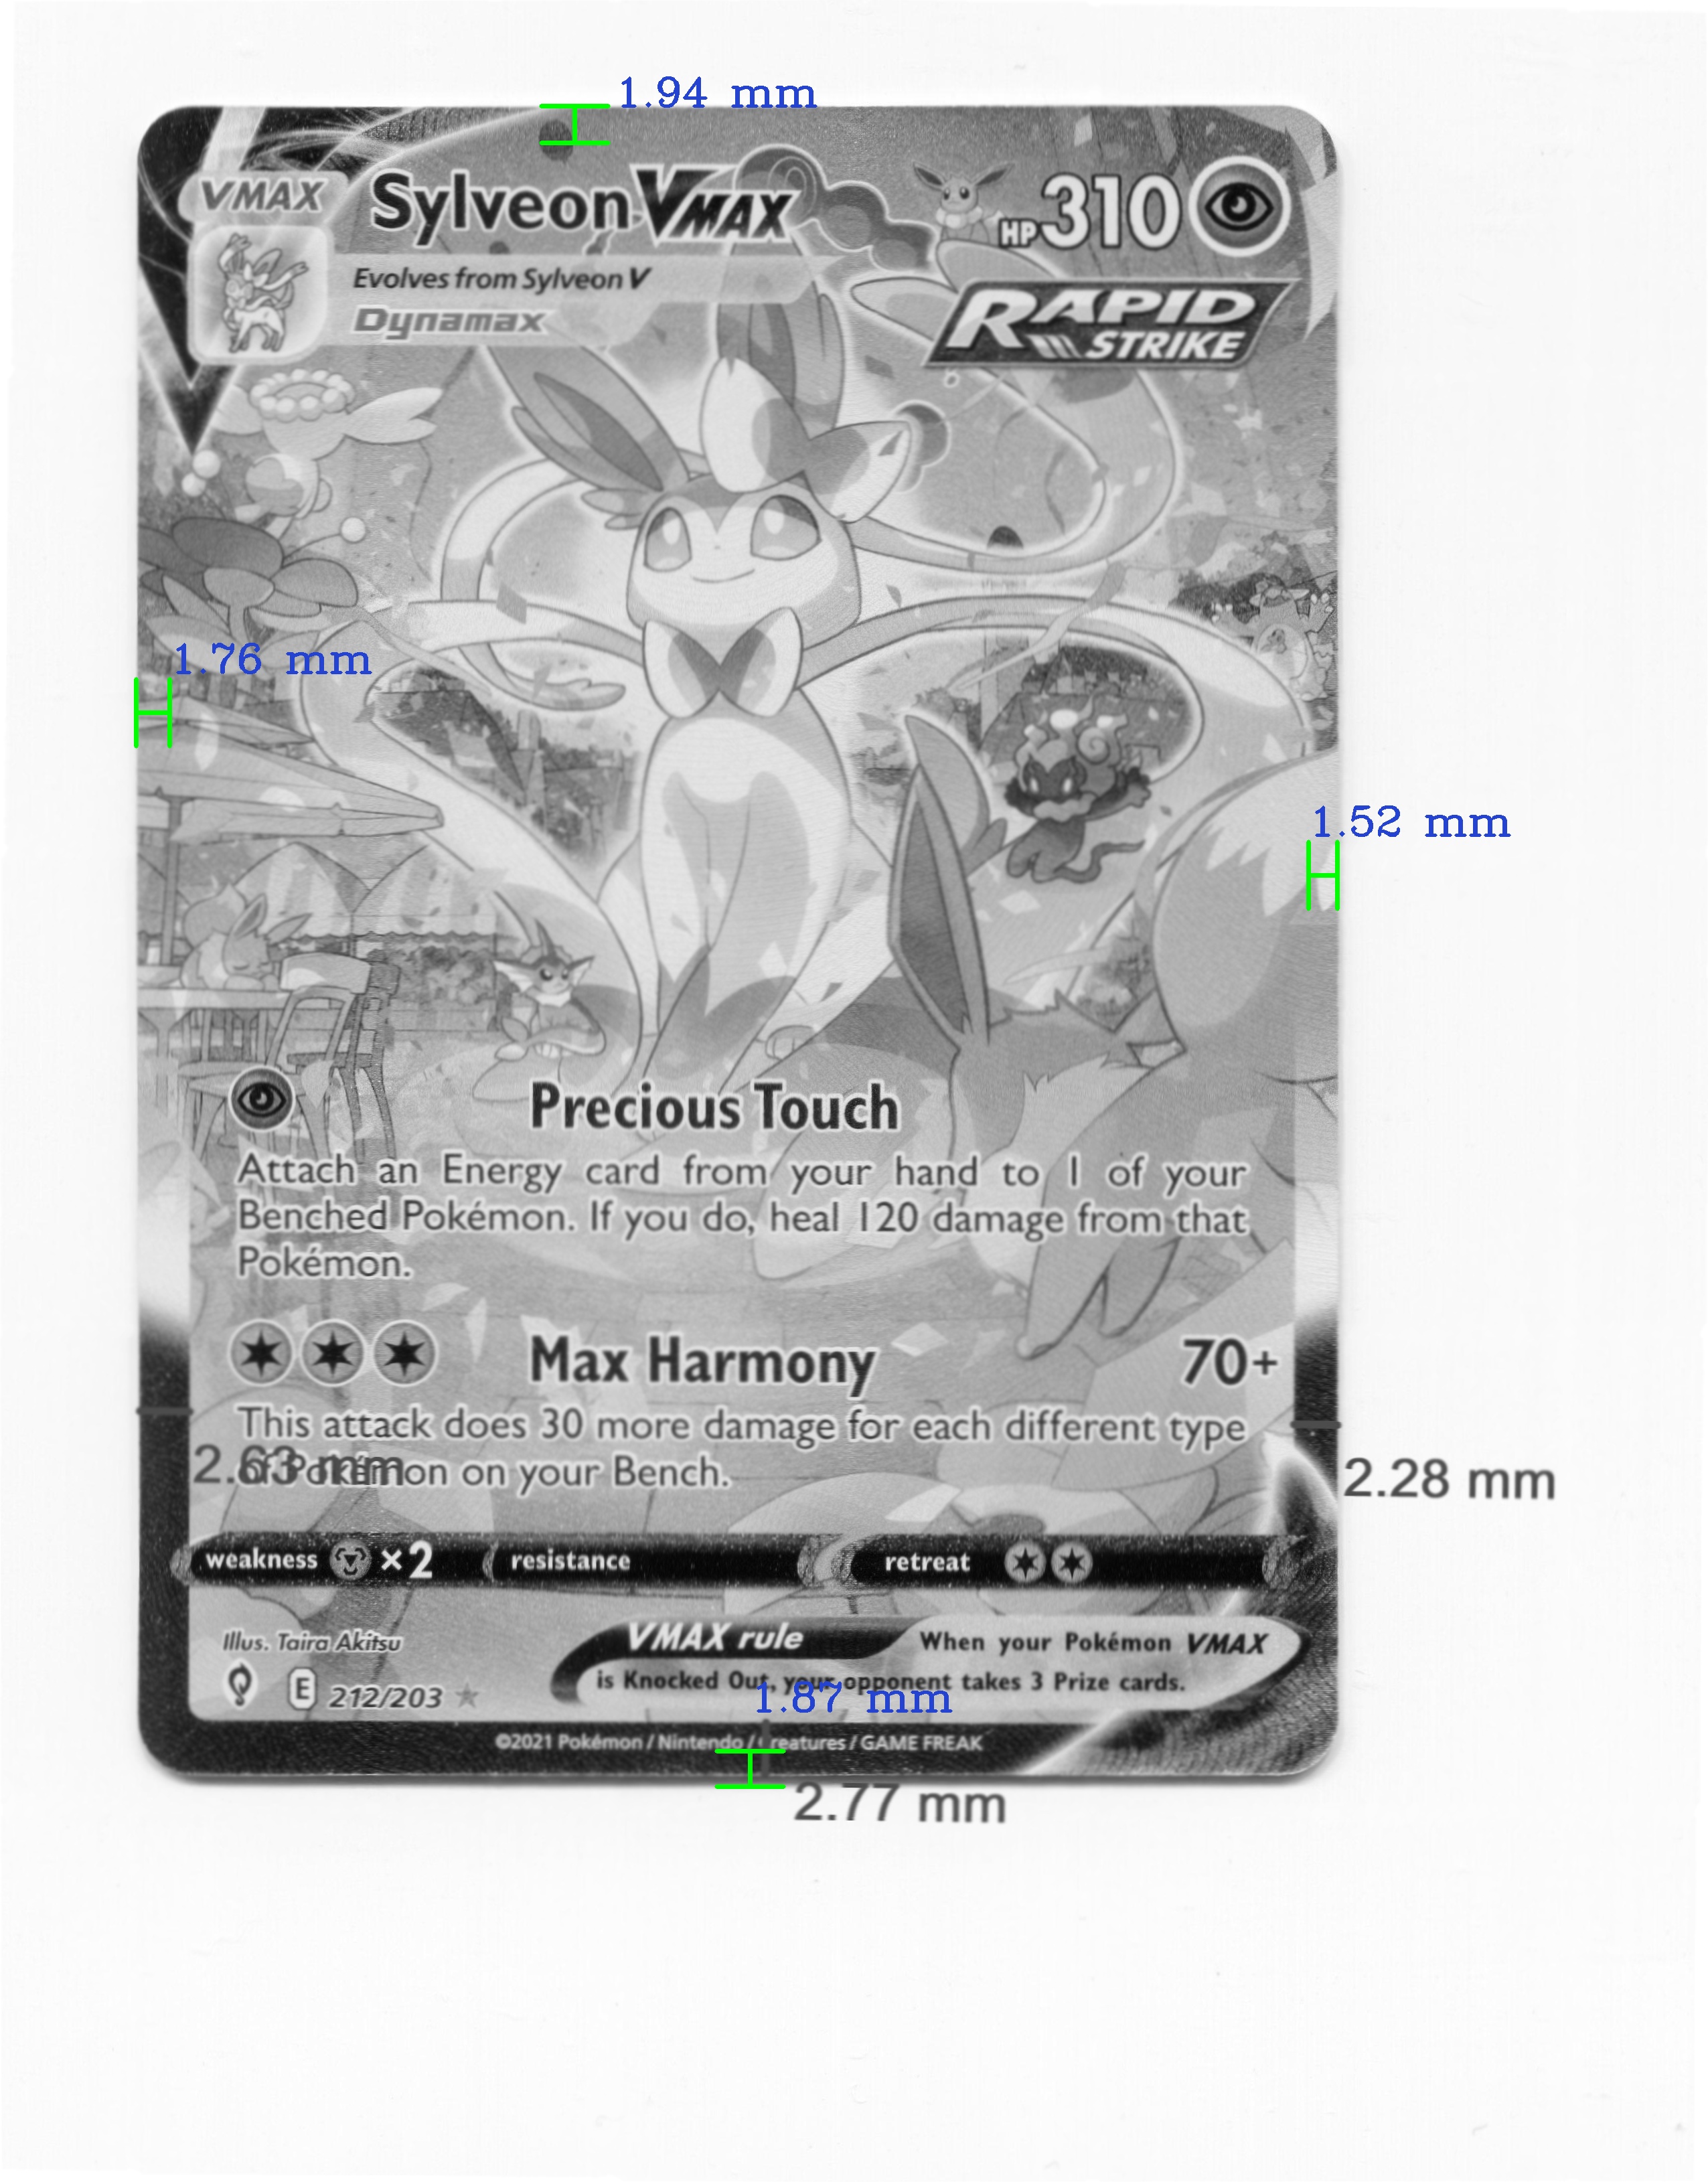 1.94 mm
VMAX
Sylveon VMAX
HP 310
Evolves from Sylveon V
Dynamax
RAPID
STRIKE
1.76 mm
1.52 mm
Precious Touch
Attach an Energy card from your hand to 1 of your
Benched Pokémon. If you do, heal 120 damage from that
Pokémon.
Max Harmony 70+
This attack does 30 more damage for each different type
of Pokémon on your Bench.
2.63 mm
2.28 mm
weakness ×2 resistance retreat
Illus. Taira Akitsu
VMAX rule When your Pokémon VMAX
is Knocked Out, your opponent takes 3 Prize cards.
E 212/203
1.87 mm
©2021 Pokémon / Nintendo / Creatures / GAME FREAK
2.77 mm